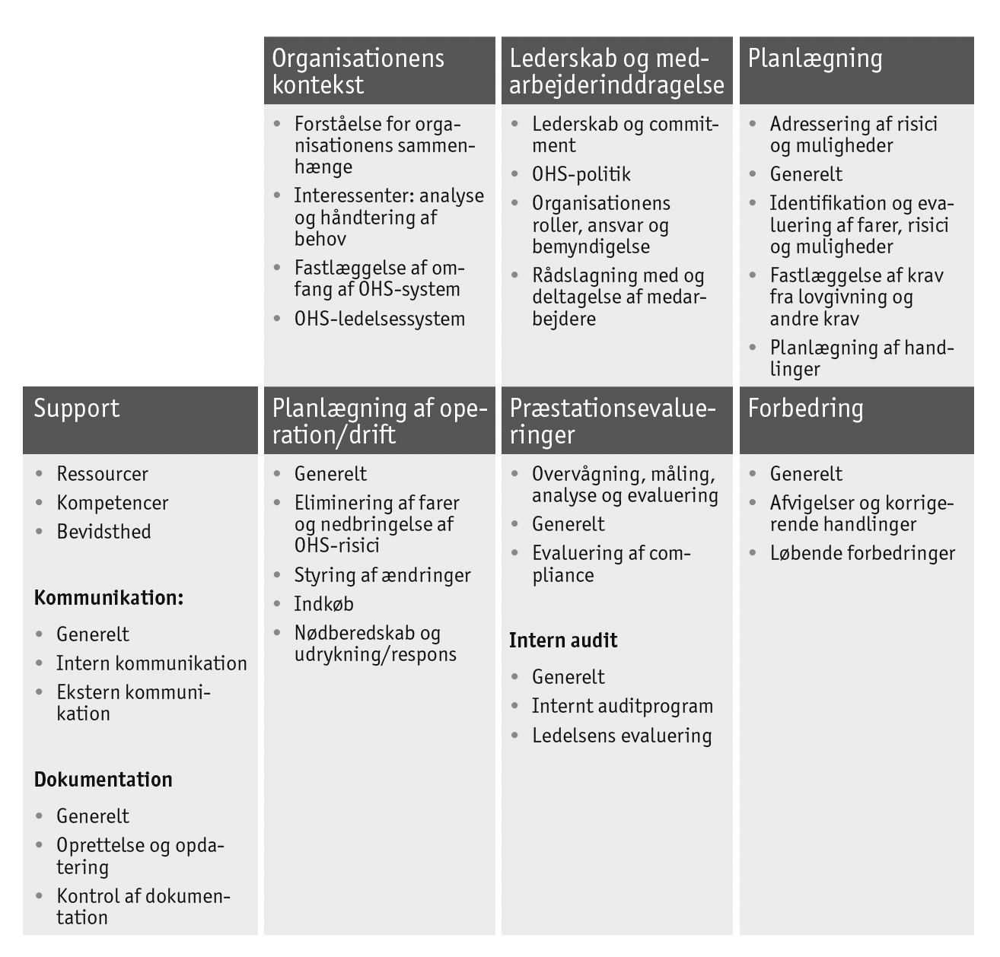 Organisationens
kontekst
• Forståelse for orga-
nisationens sammen-
hænge
• Interessenter: analyse
og håndtering af
behov
• Fastlæggelse af om-
fang af OHS-system
• OHS-ledelsessystem
Lederskab og med-
arbejderinddragelse
• Lederskab og commit-
ment
• OHS-politik
• Organisationens
roller, ansvar og
bemyndigelse
• Rådslagning med og
deltagelse af medar-
bejdere
Planlægning
• Adressering af risici
og muligheder
• Generelt
• Identifikation og eva-
luering af farer, risici
og muligheder
• Fastlæggelse af krav
fra lovgivning og
andre krav
• Planlægning af hand-
linger
Support
• Ressourcer
• Kompetencer
• Bevidsthed
Kommunikation:
• Generelt
• Intern kommunikation
• Ekstern kommuni-
kation
Dokumentation
• Generelt
• Oprettelse og opda-
tering
• Kontrol af dokumen-
tation
Planlægning af ope-
ration/drift
• Generelt
• Eliminering af farer
og nedbringelse af
OHS-risici
• Styring af ændringer
• Indkøb
• Nødberedskab og
udrykning/respons
Præstationsevalue-
ringer
• Overvågning, måling,
analyse og evaluering
• Generelt
• Evaluering af com-
pliance
Intern audit
• Generelt
• Internt auditprogram
• Ledelsens evaluering
Forbedring
• Generelt
• Afvigelser og korrige-
rende handlinger
• Løbende forbedringer